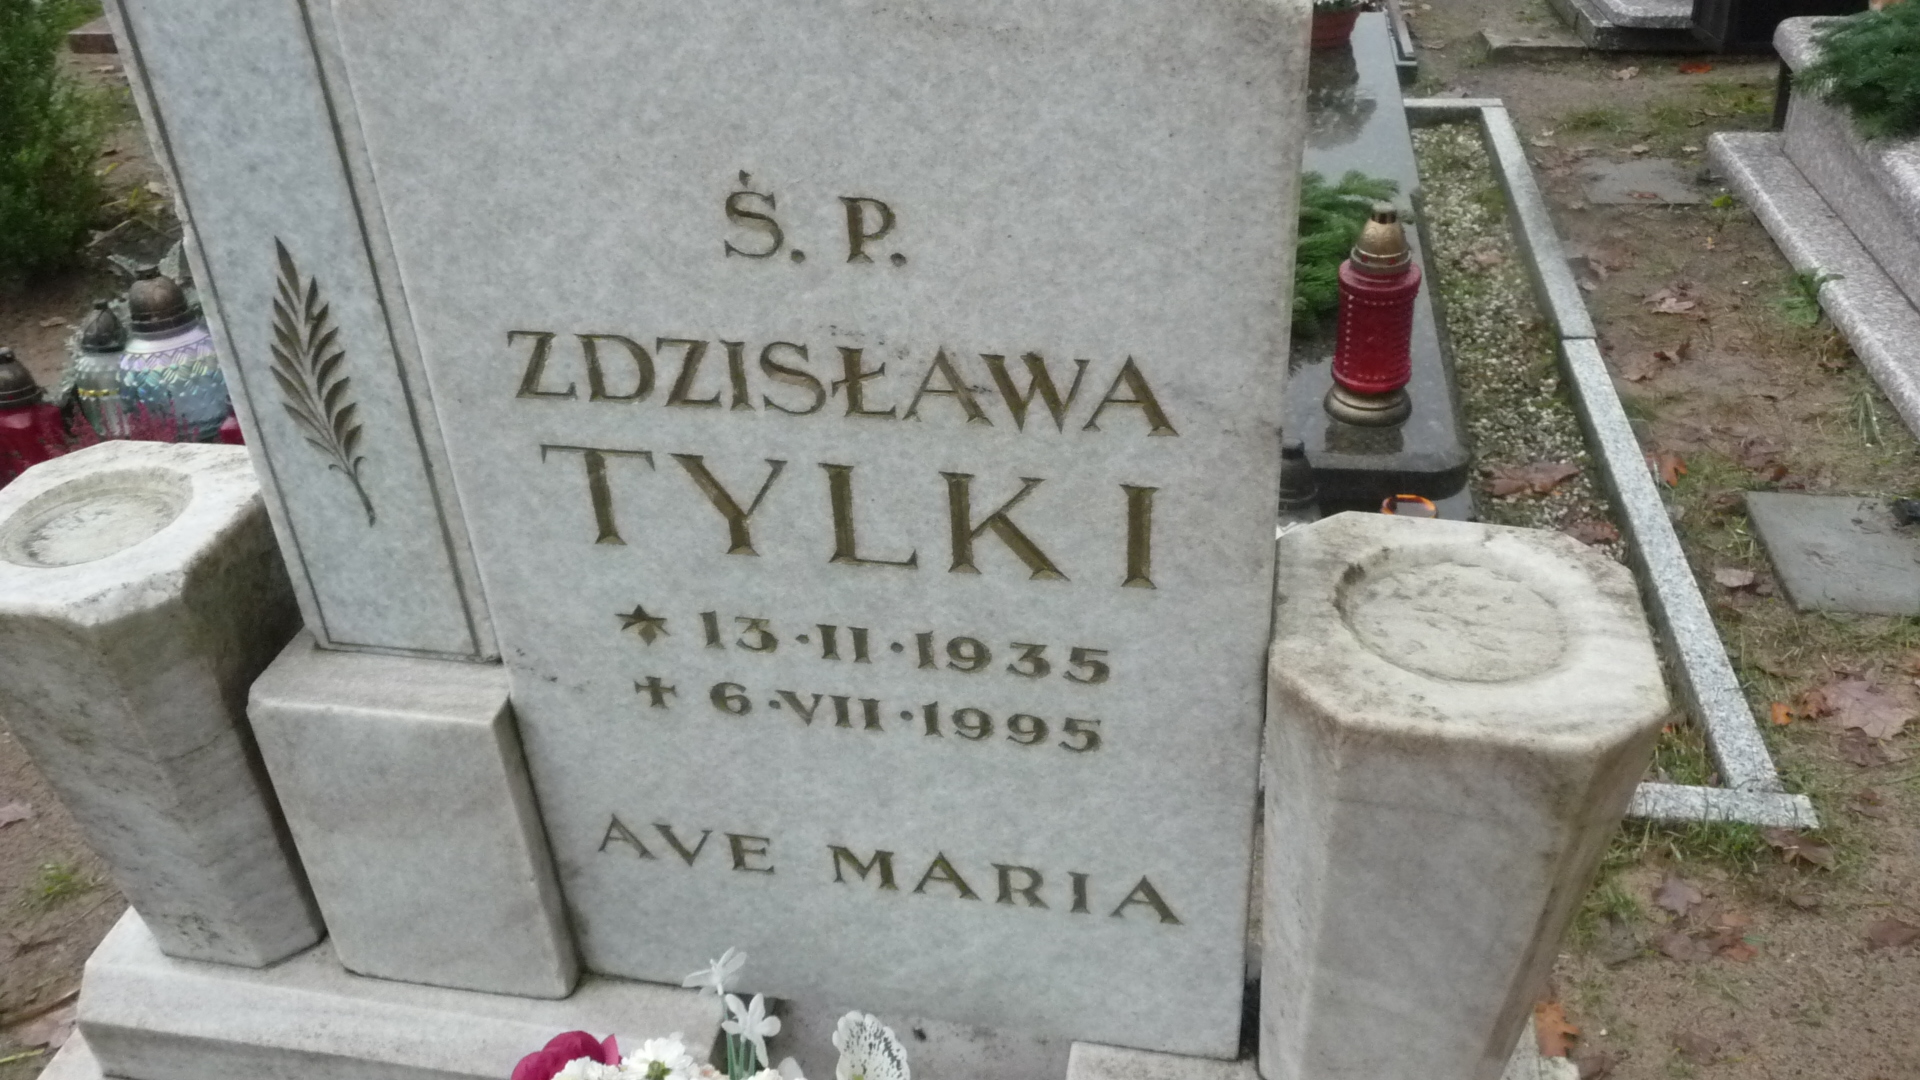 Ś. P.
ZDZISŁAWA
TYLKI
★ 13·II·1935
✝ 6·VII·1995
AVE MARIA